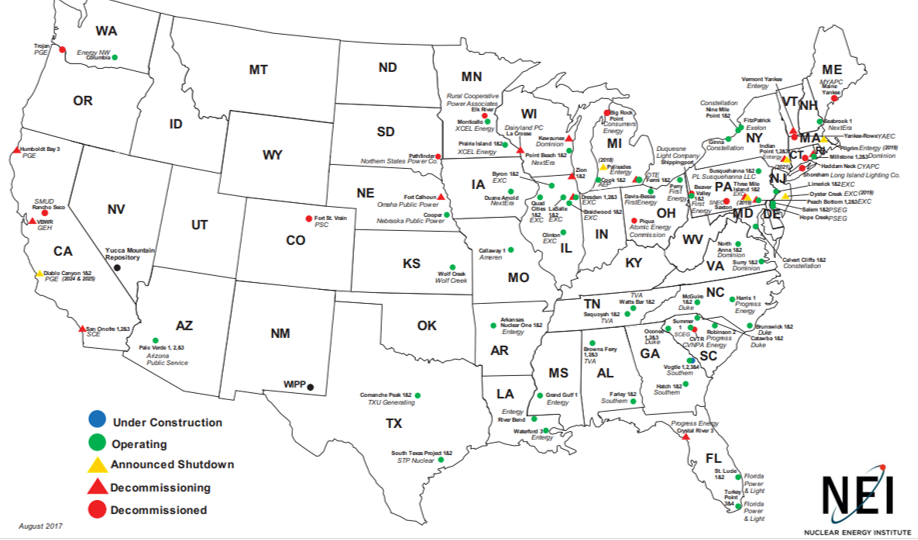 WA
Trojan
PGE
Energy NW
Columbia
OR
ID
MT
ND
SD
WY
NE
NV
UT
CO
KS
CA
AZ
NM
OK
TX
MN
Rural Cooperative
Power Associates
Elk River
Monticello
XCEL Energy
Prairie Island 1&2
XCEL Energy
WI
Dairyland PC
La Crosse
Kewaunee
Dominion
Point Beach 1&2
NextEra
Pathfinder
Northern States Power Co.
Big Rock
Point
Consumers
Energy
MI
(2018)
Palisades
Entergy
Cook 1&2
AEP
DTE
Fermi 1&2
Zion
1&2
IA
Duane Arnold
NextEra
Byron 1&2
EXC
Quad
Cities 1&2
EXC
LaSalle
1&2
EXC
Dresden 1,2&3
EXC
Braidwood 1&2
EXC
Clinton
EXC
IL
IN
OH
Davis-Besse
FirstEnergy
Perry
First
Energy
Piqua
Atomic Energy
Commission
Duquesne
Light Company
Shippingport
Beaver
Valley
1&2
First
Energy
Fort Calhoun
Omaha Public Power
Cooper
Nebraska Public Power
Fort St. Vrain
PSC
Humboldt Bay 3
PGE
SMUD
Rancho Seco
VBWR
GEH
Diablo Canyon 1&2
PGE (2024 & 2025)
San Onofre 1,2&3
SCE
Yucca Mountain
Repository
Palo Verde 1, 2,&3
Arizona
Public Service
WIPP
Wolf Creek
Wolf Creek
Callaway 1
Ameren
MO
KY
WV
VA
NC
TN
AR
Arkansas
Nuclear One 1&2
Entergy
LA
MS
AL
GA
SC
FL
TVA
Watts Bar 1&2
Sequoyah 1&2
TVA
Browns Ferry
1,2&3
TVA
Grand Gulf 1
Entergy
Entergy
River Bend
Waterford 3
Entergy
Comanche Peak 1&2
TXU Generating
South Texas Project 1&2
STP Nuclear
Farley 1&2
Southern
Hatch 1&2
Southern
Vogtle 1,2,3&4
Southern
Oconee
1,2&3
Duke
Summer
1
SCEG
CVTR
CVNPA
Robinson 2
Progress
Energy
McGuire
1&2
Duke
Harris 1
Progress
Energy
Brunswick 1&2
Duke
Catawba 1&2
Duke
North
Anna 1&2
Dominion
Surry 1&2
Dominion
Calvert Cliffs 1&2
Constellation
Progress Energy
Crystal River 3
St. Lucie
1&2
Florida
Power
& Light
Turkey
Point
3&4
Florida
Power
& Light
ME
MYAPC
Maine
Yankee
Vermont Yankee
Entergy
VT
NH
Seabrook 1
NextEra
MA
Yankee-Rowe YAEC
Pilgrim Entergy (2019)
RI
CT
Millstone 1,2&3 Dominion
Haddam Neck CYAPC
Shoreham Long Island Lighting Co.
Constellation
Nine Mile
Point 1&2
FitzPatrick
Exelon
Ginna
Constellation
NY
Indian
Point 1,2&3
Entergy
Susquehanna 1&2
PL Susquehanna LLC
PA
Three Mile
Island 1&2
EXC
(2019)
Saxton
NJ
MD
DE
Limerick 1&2 EXC
Oyster Creek EXC (2019)
Peach Bottom 1,2&3 EXC
Salem 1&2 PSEG
Hope Creek PSEG
Under Construction
Operating
Announced Shutdown
Decommissioning
Decommissioned
August 2017
NEI
NUCLEAR ENERGY INSTITUTE